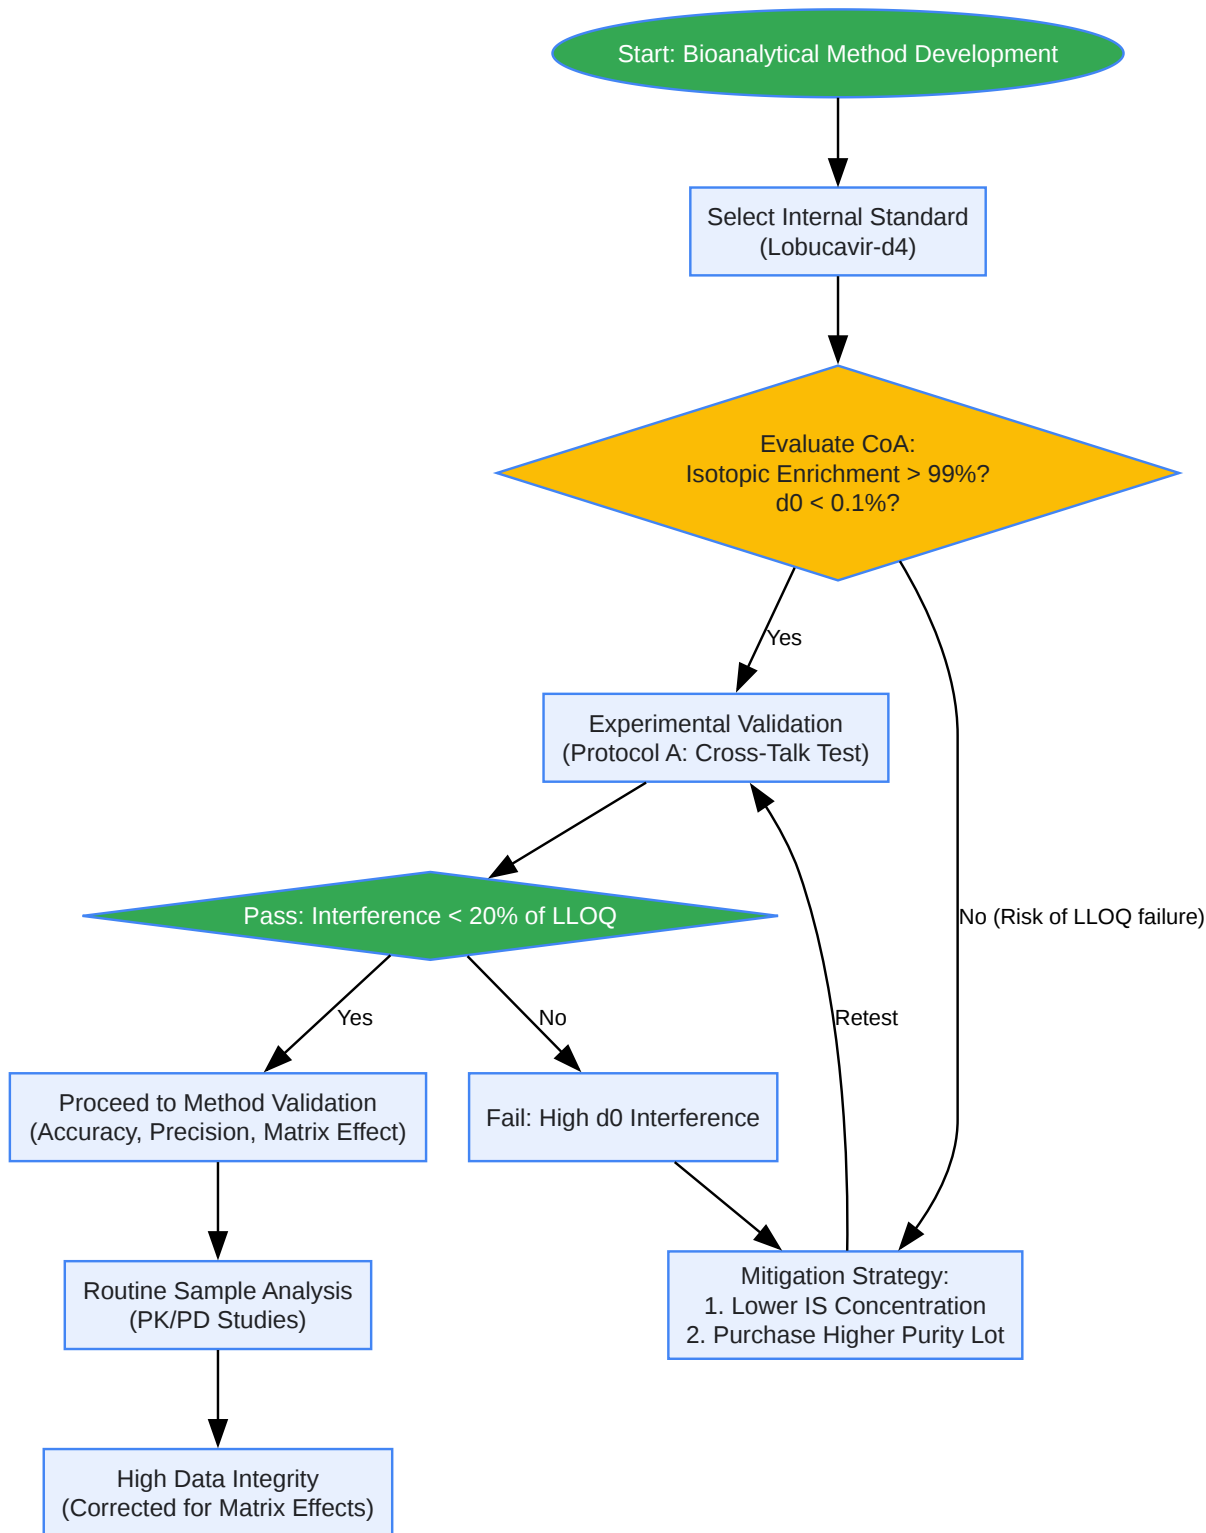 Start: Bioanalytical Method Development
Select Internal Standard
(Lobucavir-d4)
Evaluate CoA:
Isotopic Enrichment > 99%?
d0 < 0.1%?
Yes
Experimental Validation
(Protocol A: Cross-Talk Test)
Pass: Interference < 20% of LLOQ
No (Risk of LLOQ failure)
Yes
No
Retest
Proceed to Method Validation
(Accuracy, Precision, Matrix Effect)
Fail: High d0 Interference
Routine Sample Analysis
(PK/PD Studies)
Mitigation Strategy:
1. Lower IS Concentration
2. Purchase Higher Purity Lot
High Data Integrity
(Corrected for Matrix Effects)